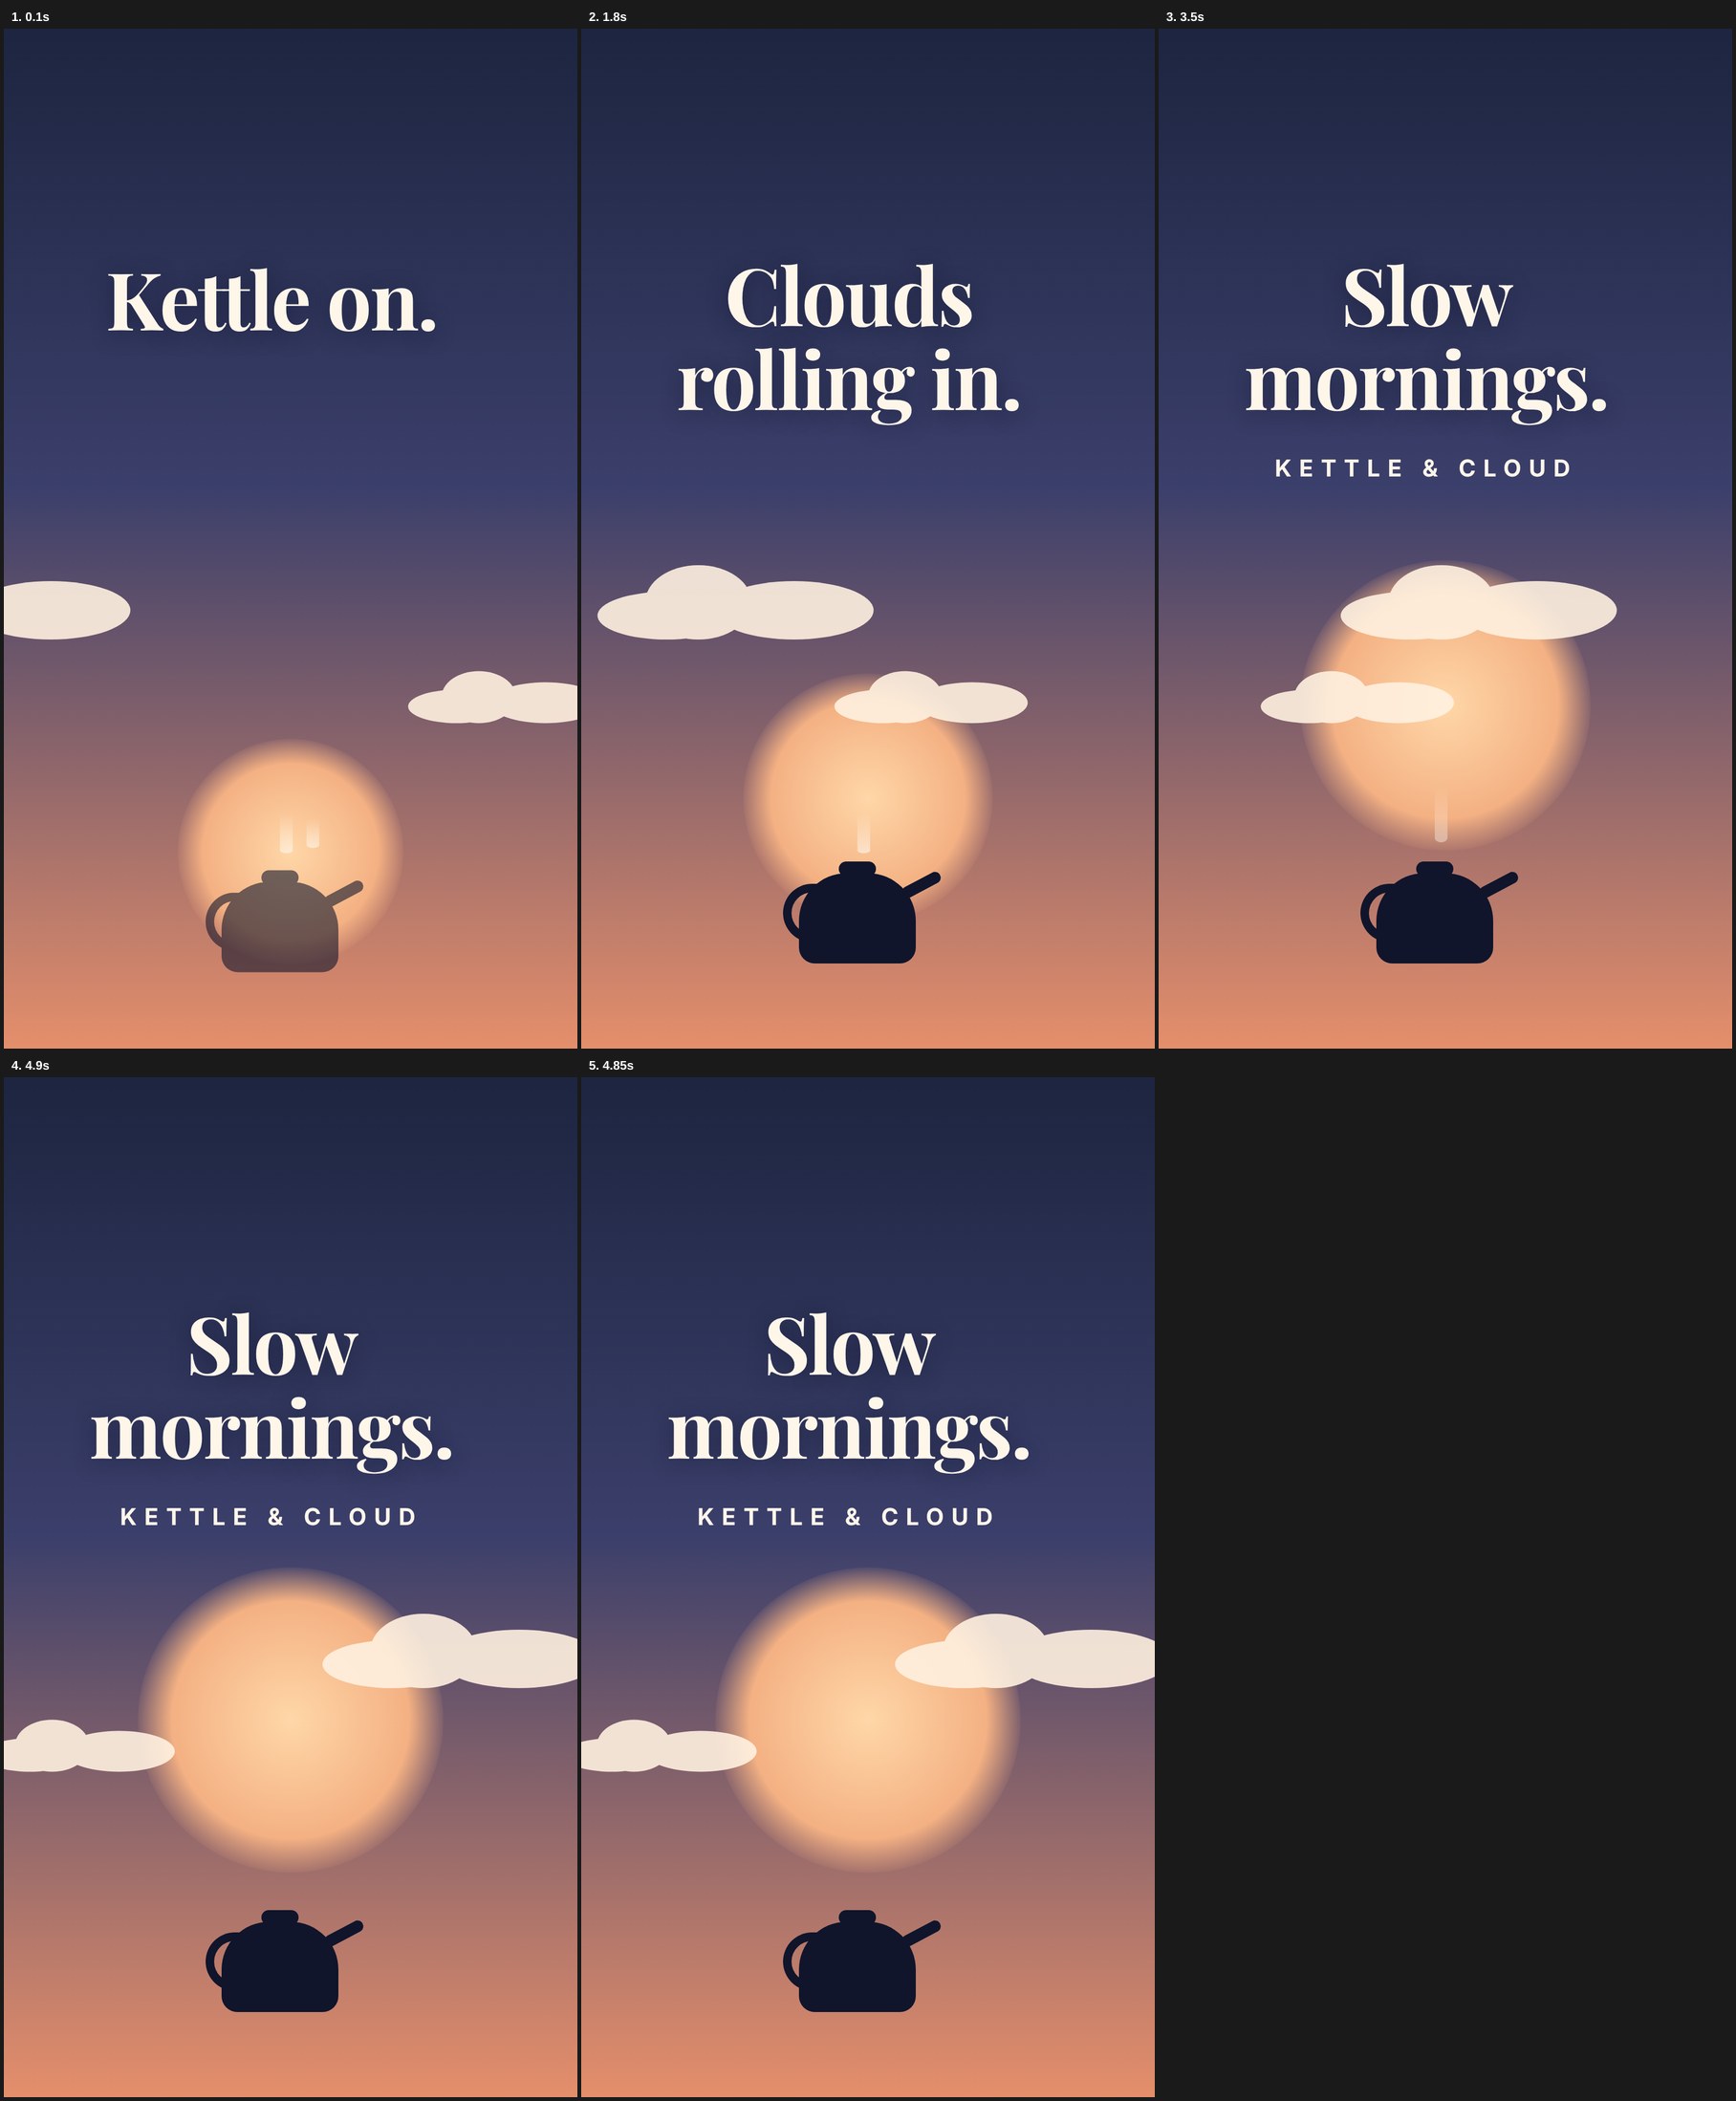 1. 0.1s
Kettle on.
2. 1.8s
Clouds
rolling in.
3. 3.5s
Slow
mornings.
KETTLE & CLOUD
4. 4.9s
Slow
mornings.
KETTLE & CLOUD
5. 4.85s
Slow
mornings.
KETTLE & CLOUD